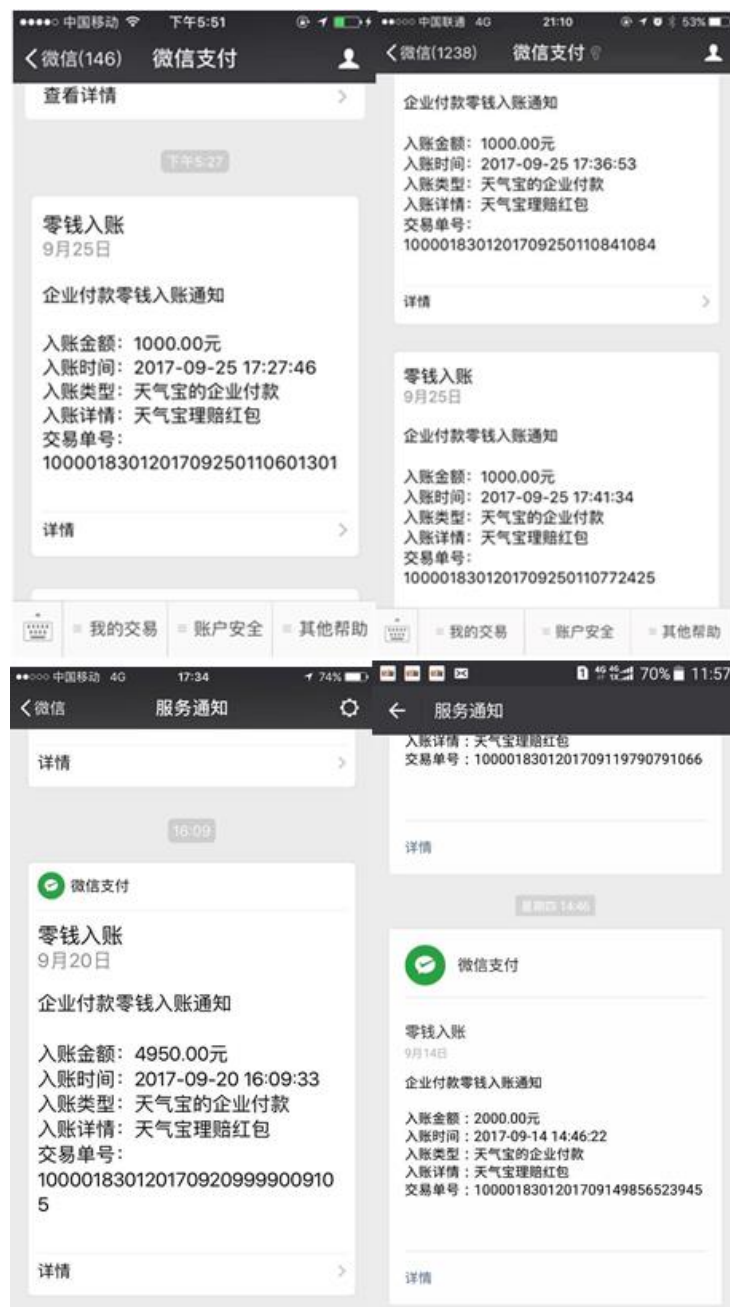 中国移动 下午5:51
微信(146) 微信支付
查看详情
下午5:27
零钱入账
9月25日
企业付款零钱入账通知
入账金额：1000.00元
入账时间：2017-09-25 17:27:46
入账类型：天气宝的企业付款
入账详情：天气宝理赔红包
交易单号：
1000018301201709250110601301
详情
我的交易 账户安全 其他帮助
中国联通 4G 21:10 53%
微信(1238) 微信支付
企业付款零钱入账通知
入账金额：1000.00元
入账时间：2017-09-25 17:36:53
入账类型：天气宝的企业付款
入账详情：天气宝理赔红包
交易单号：
1000018301201709250110841084
详情
零钱入账
9月25日
企业付款零钱入账通知
入账金额：1000.00元
入账时间：2017-09-25 17:41:34
入账类型：天气宝的企业付款
入账详情：天气宝理赔红包
交易单号：
1000018301201709250110772425
我的交易 账户安全 其他帮助
中国移动 4G 17:34 74%
微信 服务通知
详情
16:09
微信支付
零钱入账
9月20日
企业付款零钱入账通知
入账金额：4950.00元
入账时间：2017-09-20 16:09:33
入账类型：天气宝的企业付款
入账详情：天气宝理赔红包
交易单号：
100001830120170920999900910
5
详情
70% 11:57
服务通知
入账详情：天气宝理赔红包
交易单号：1000018301201709119790791066
详情
星期四 14:46
微信支付
零钱入账
9月14日
企业付款零钱入账通知
入账金额：2000.00元
入账时间：2017-09-14 14:46:22
入账类型：天气宝的企业付款
入账详情：天气宝理赔红包
交易单号：1000018301201709149856523945
详情